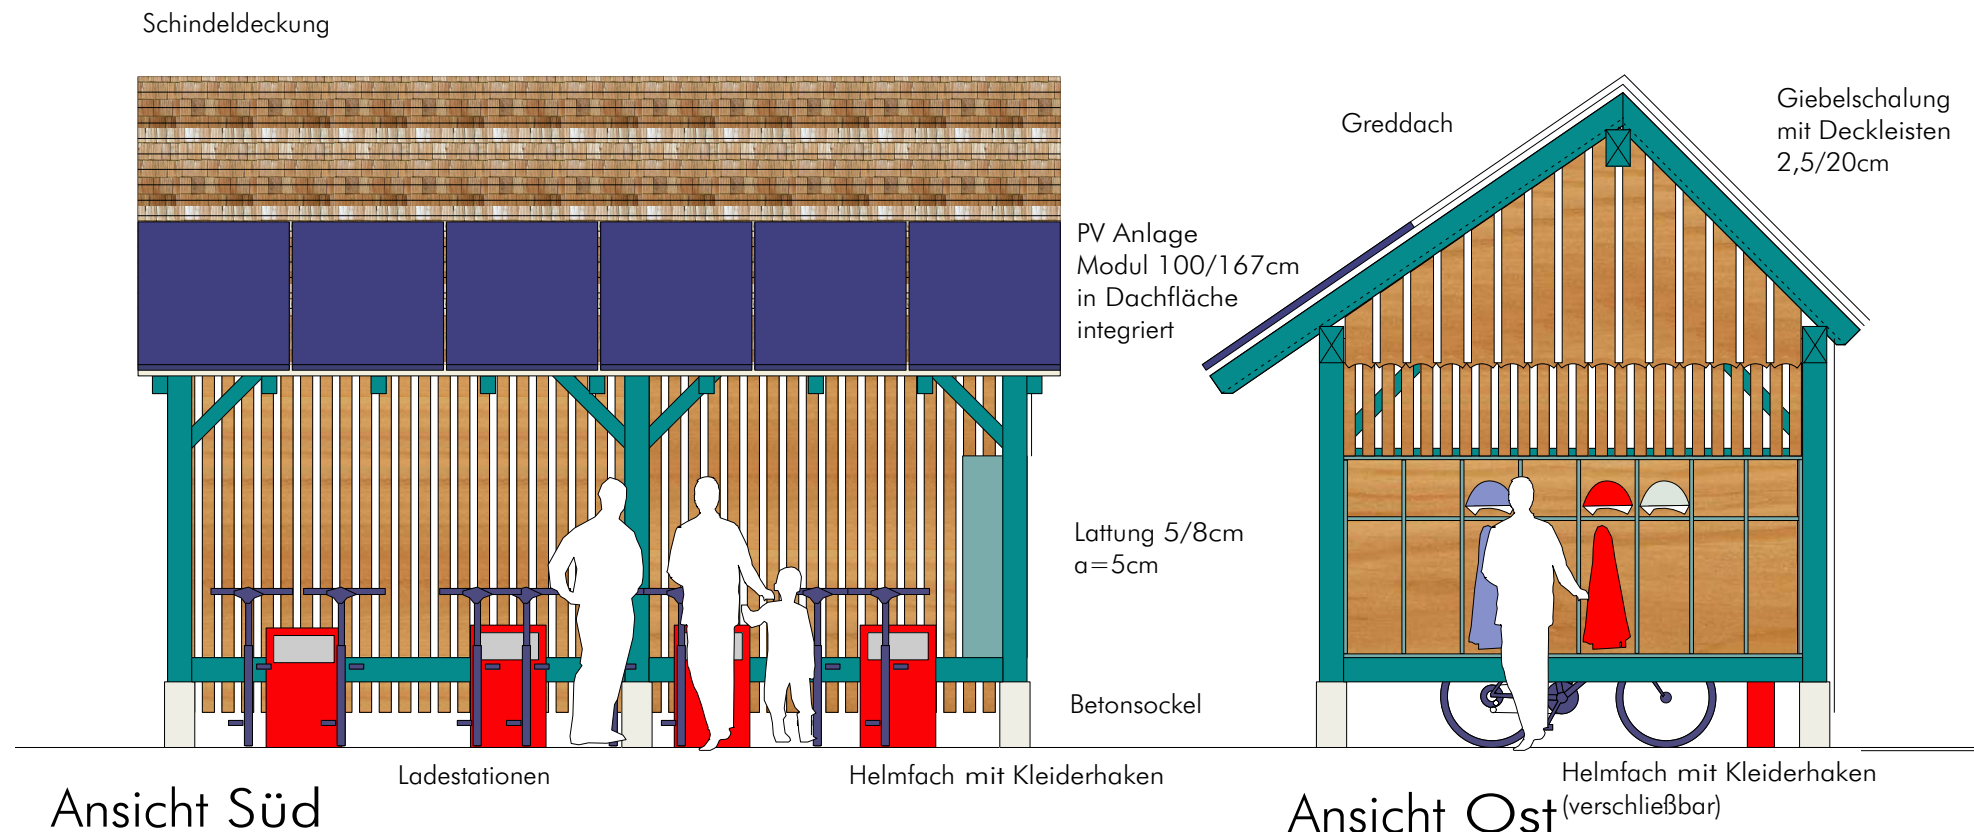 Schindeldeckung
Greddach
Giebelschalung
mit Deckleisten
2,5/20cm
PV Anlage
Modul 100/167cm
in Dachfläche
integriert
Lattung 5/8cm
a=5cm
Betonsockel
Ladestationen
Helmfach mit Kleiderhaken
Helmfach mit Kleiderhaken
(verschließbar)
Ansicht Süd
Ansicht Ost